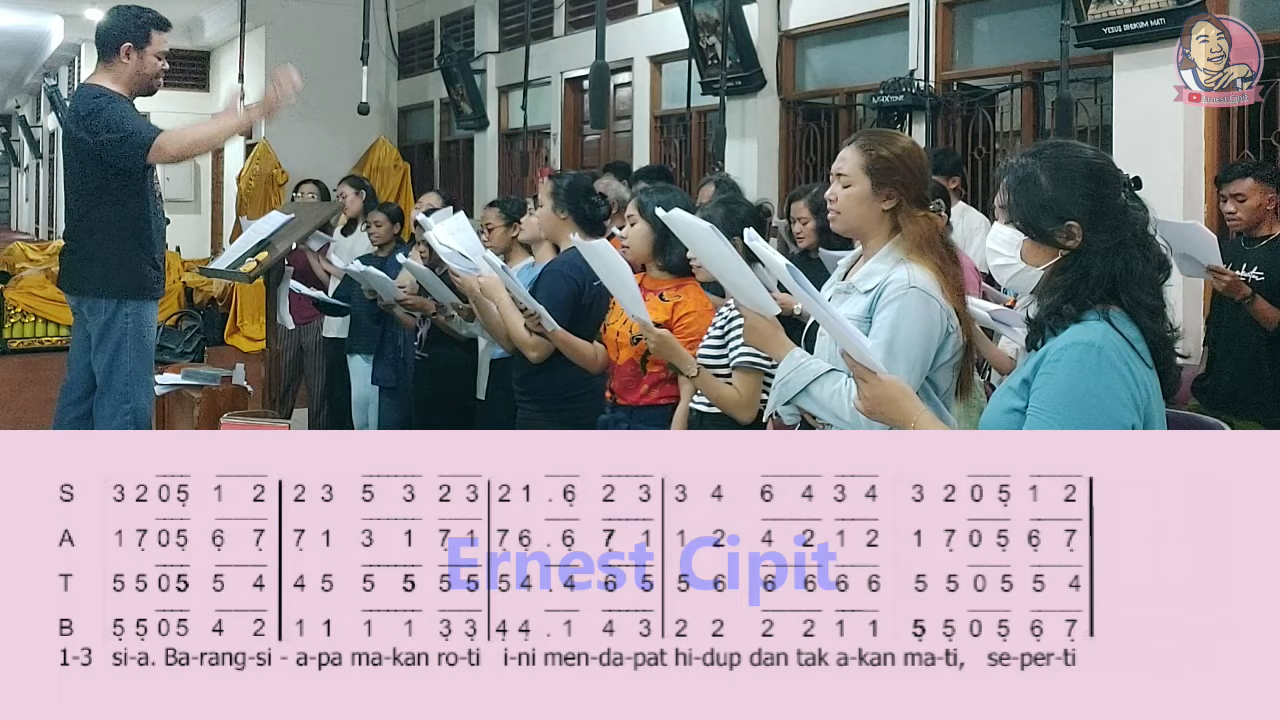 YESUS DIHUKUM MATI
Ernest Cipit
MAXTONE
S 3 2 0 5̣ 1 2 | 2 3 5 3 2 3 | 2 1 . 6̣ 2 3 | 3 4 6 4 3 4 3 2 0 5̣ 1 2 |
A 1 7̣ 0 5̣ 6̣ 7̣ | 7̣ 1 3 1 7̣ 1 | 7̣ 6̣ . 6̣ 7̣ 1 | 1 2 4 2 1 2 1 7̣ 0 5̣ 6̣ 7̣ |
Ernest Cipit
T 5 5 0 5 5 4 | 4 5 5 5 5 5 | 5 4 . 4 6 5 | 5 6 6 6 6 6 5 5 0 5 5 4 |
B 5̣ 5̣ 0 5 4 2 | 1 1 1 1 3̣ 3̣ | 4̣ 4̣ . 1 4 3 | 2 2 2 2 1 1 5̣ 5̣ 0 5̣ 6̣ 7̣ |
1-3 si-a. Ba-rang-si - a-pa ma-kan ro-ti i-ni men-da-pat hi-dup dan tak a-kan ma-ti, se-per-ti